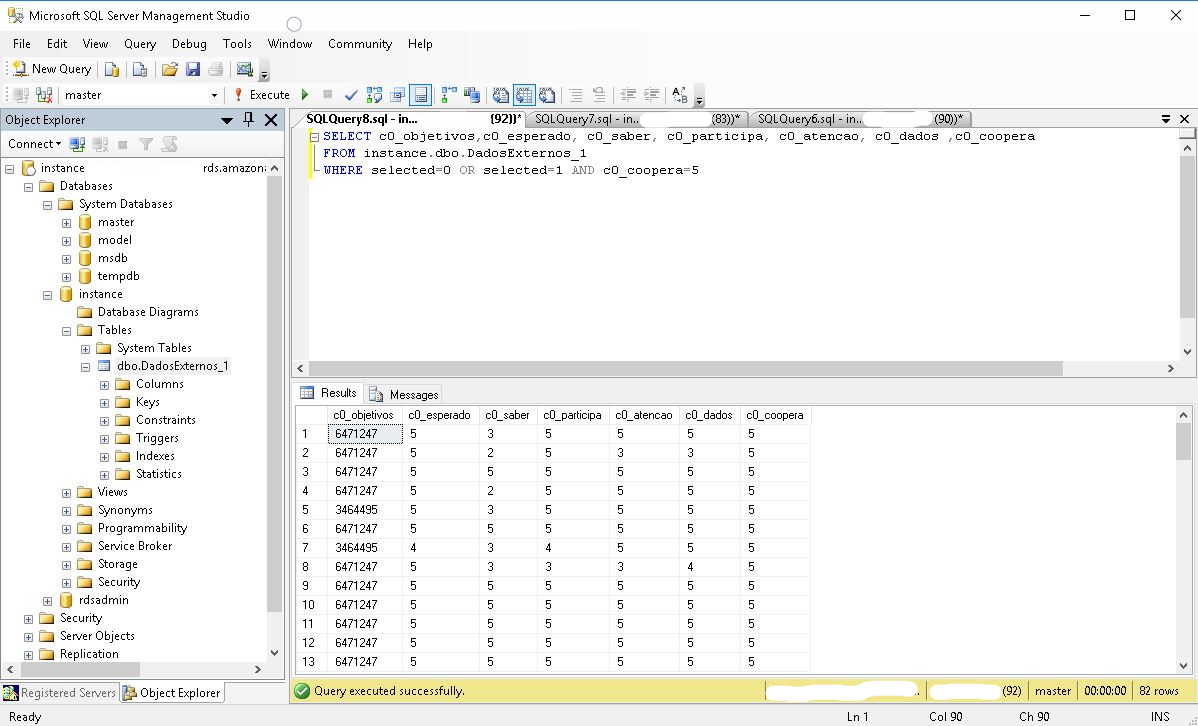 Microsoft SQL Server Management Studio
File Edit View Query Debug Tools Window Community Help
New Query
master Execute
Object Explorer
Connect
instance rds.amazona
Databases
System Databases
master
model
msdb
tempdb
instance
Database Diagrams
Tables
System Tables
dbo.DadosExternos_1
Columns
Keys
Constraints
Triggers
Indexes
Statistics
Views
Synonyms
Programmability
Service Broker
Storage
Security
rdsadmin
Security
Server Objects
Replication
Registered Servers Object Explorer
SQLQuery8.sql - in... (92))* SQLQuery7.sql - in.. (83))* SQLQuery6.sql - in.. (90))*
SELECT c0_objetivos,c0_esperado, c0_saber, c0_participa, c0_atencao, c0_dados ,c0_coopera
FROM instance.dbo.DadosExternos_1
WHERE selected=0 OR selected=1 AND c0_coopera=5
Results Messages
c0_objetivos c0_esperado c0_saber c0_participa c0_atencao c0_dados c0_coopera
1 6471247 5 3 5 5 5 5
2 6471247 5 2 5 3 3 5
3 6471247 5 5 5 5 5 5
4 6471247 5 2 5 5 5 5
5 3464495 5 3 5 5 5 5
6 6471247 5 5 5 5 5 5
7 3464495 4 3 4 5 5 5
8 6471247 5 3 3 3 4 5
9 6471247 5 5 5 5 5 5
10 6471247 5 5 5 5 5 5
11 6471247 5 5 5 5 5 5
12 6471247 5 5 5 5 5 5
13 6471247 5 5 5 5 5 5
Query executed successfully. (92) master 00:00:00 82 rows
Ready Ln 1 Col 90 Ch 90 INS